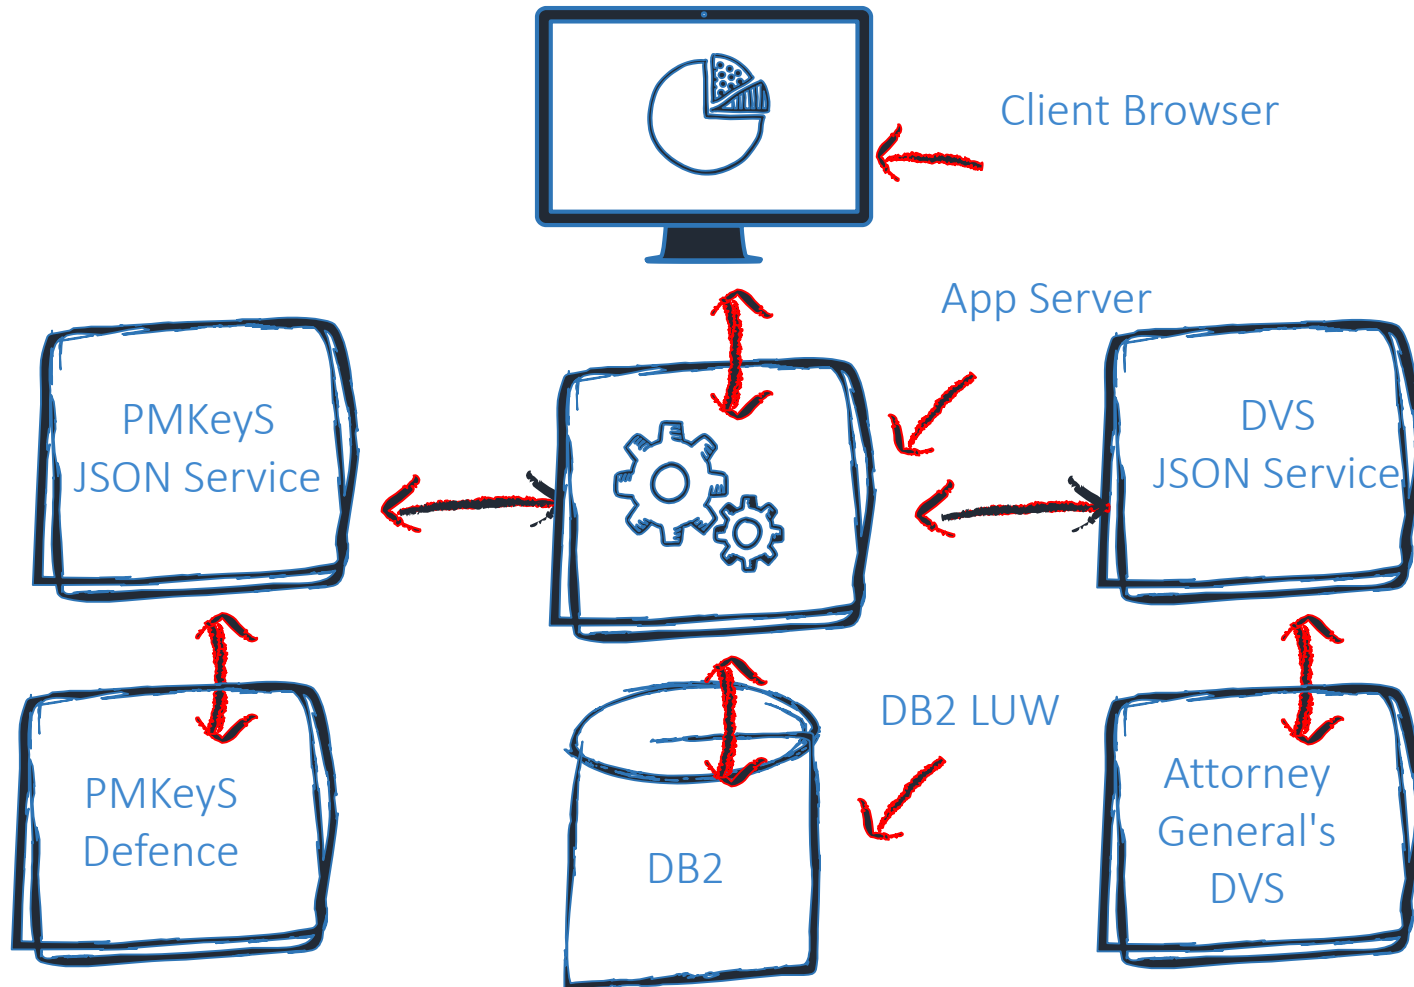 Client Browser
App Server
PMKeyS
JSON Service
DVS
JSON Service
DB2 LUW
PMKeyS
Defence
DB2
Attorney
General's
DVS